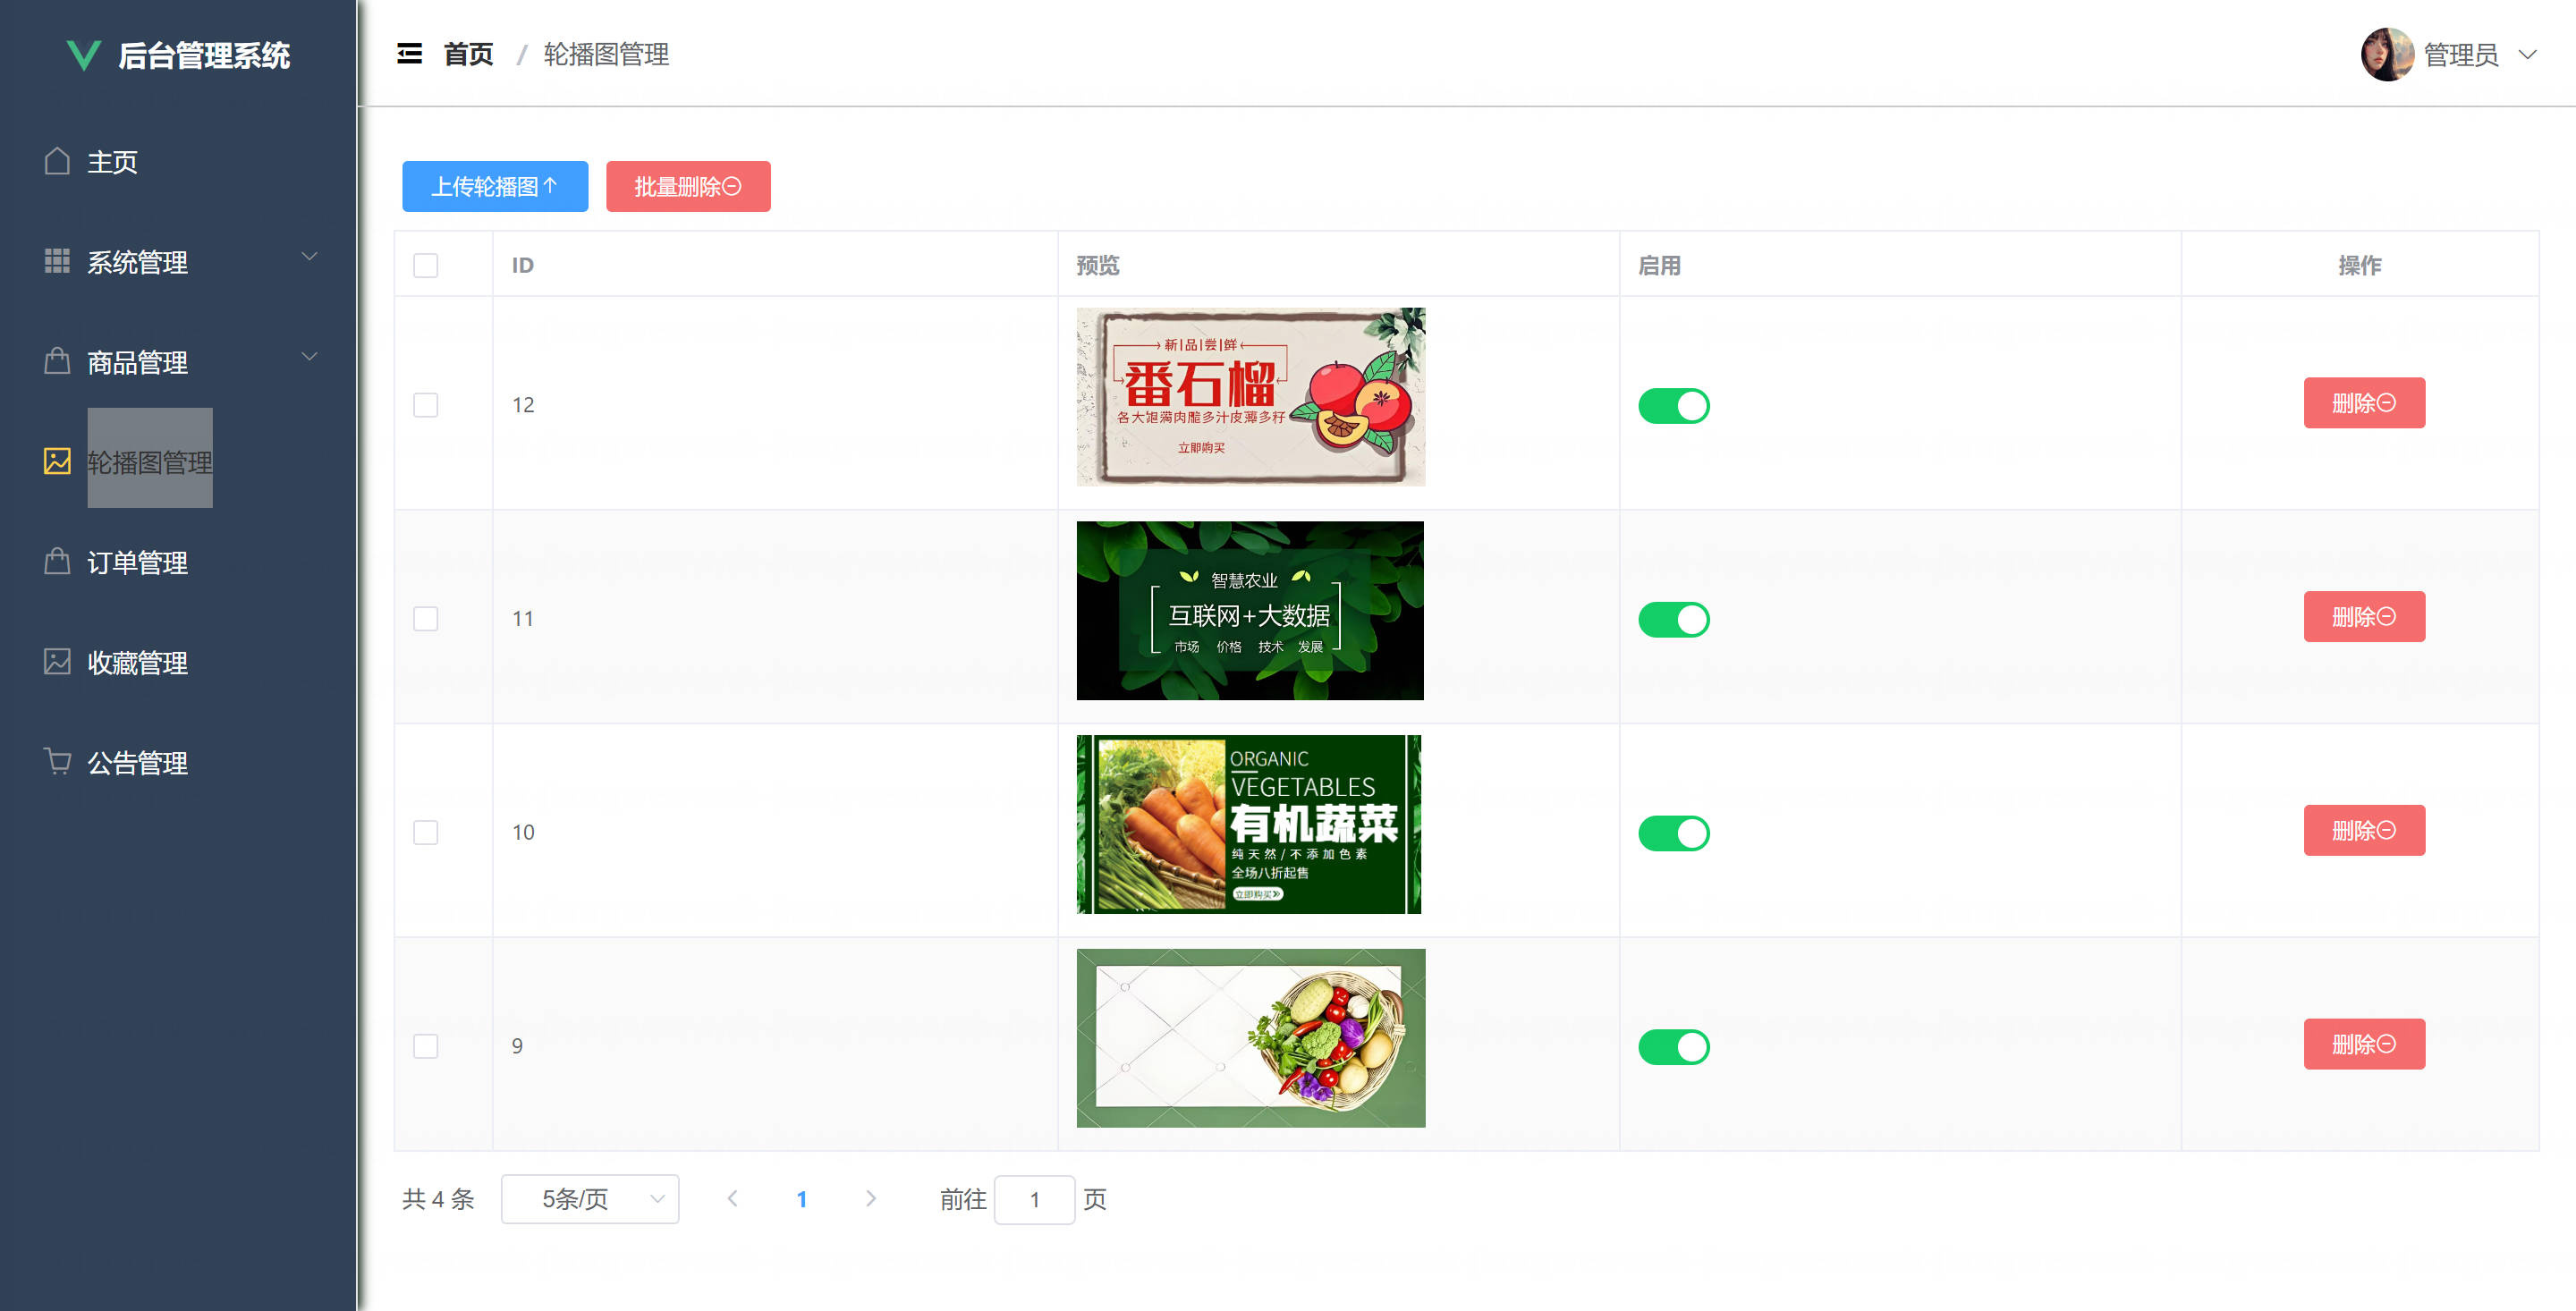 后台管理系统
首页 / 轮播图管理
管理员
主页
系统管理
商品管理
轮播图管理
订单管理
收藏管理
公告管理
上传轮播图
批量删除
ID 预览 启用 操作
12
新|品|尝|鲜
番石榴
各大饱满肉脆多汁皮薄多籽
立即购买
删除
11
智慧农业
互联网+大数据
市场 价格 技术 发展
删除
10
ORGANIC
VEGETABLES
有机蔬菜
纯天然/不添加色素
全场八折起售
立即购买
删除
9
删除
共 4 条 5条/页 1 前往 1 页